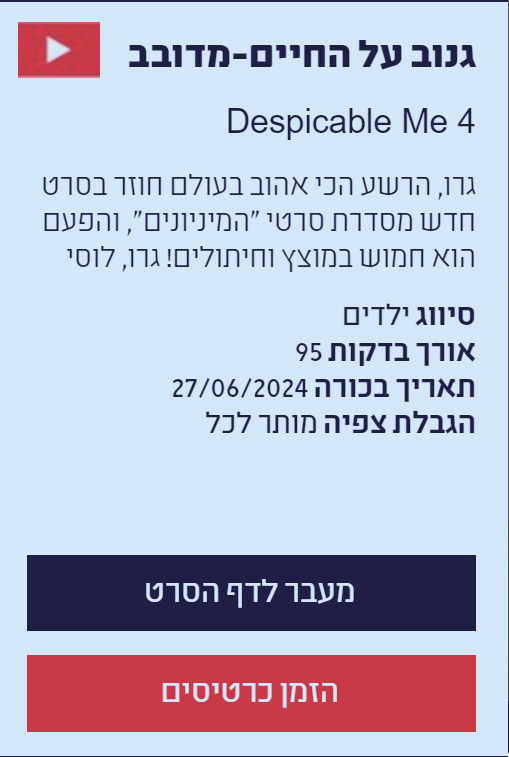 גנוב על החיים-מדובב
Despicable Me 4
גרו, הרשע הכי אהוב בעולם חוזר בסרט
חדש מסדרת סרטי "המיניונים", והפעם
הוא חמוש במוצץ וחיתולים! גרו, לוסי
סיווג ילדים
אורך בדקות 95
תאריך בכורה 27/06/2024
הגבלת צפיה מותר לכל
מעבר לדף הסרט
הזמן כרטיסים